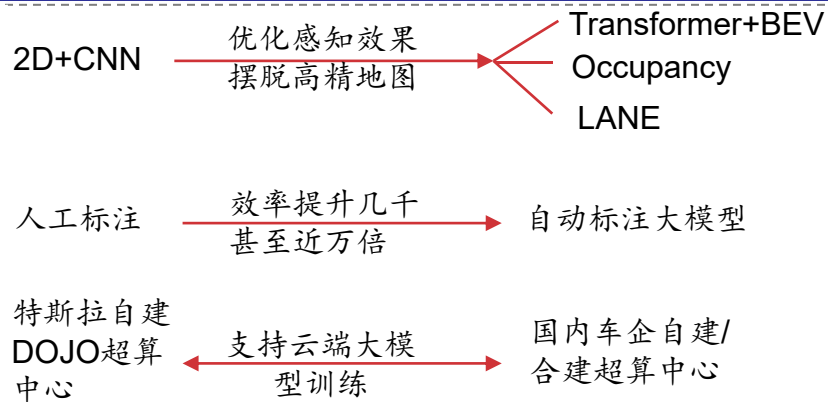 2D+CNN
优化感知效果
摆脱高精地图
Transformer+BEV
Occupancy
LANE
人工标注
效率提升几千
甚至近万倍
自动标注大模型
特斯拉自建
DOJO超算
中心
支持云端大模
型训练
国内车企自建/
合建超算中心